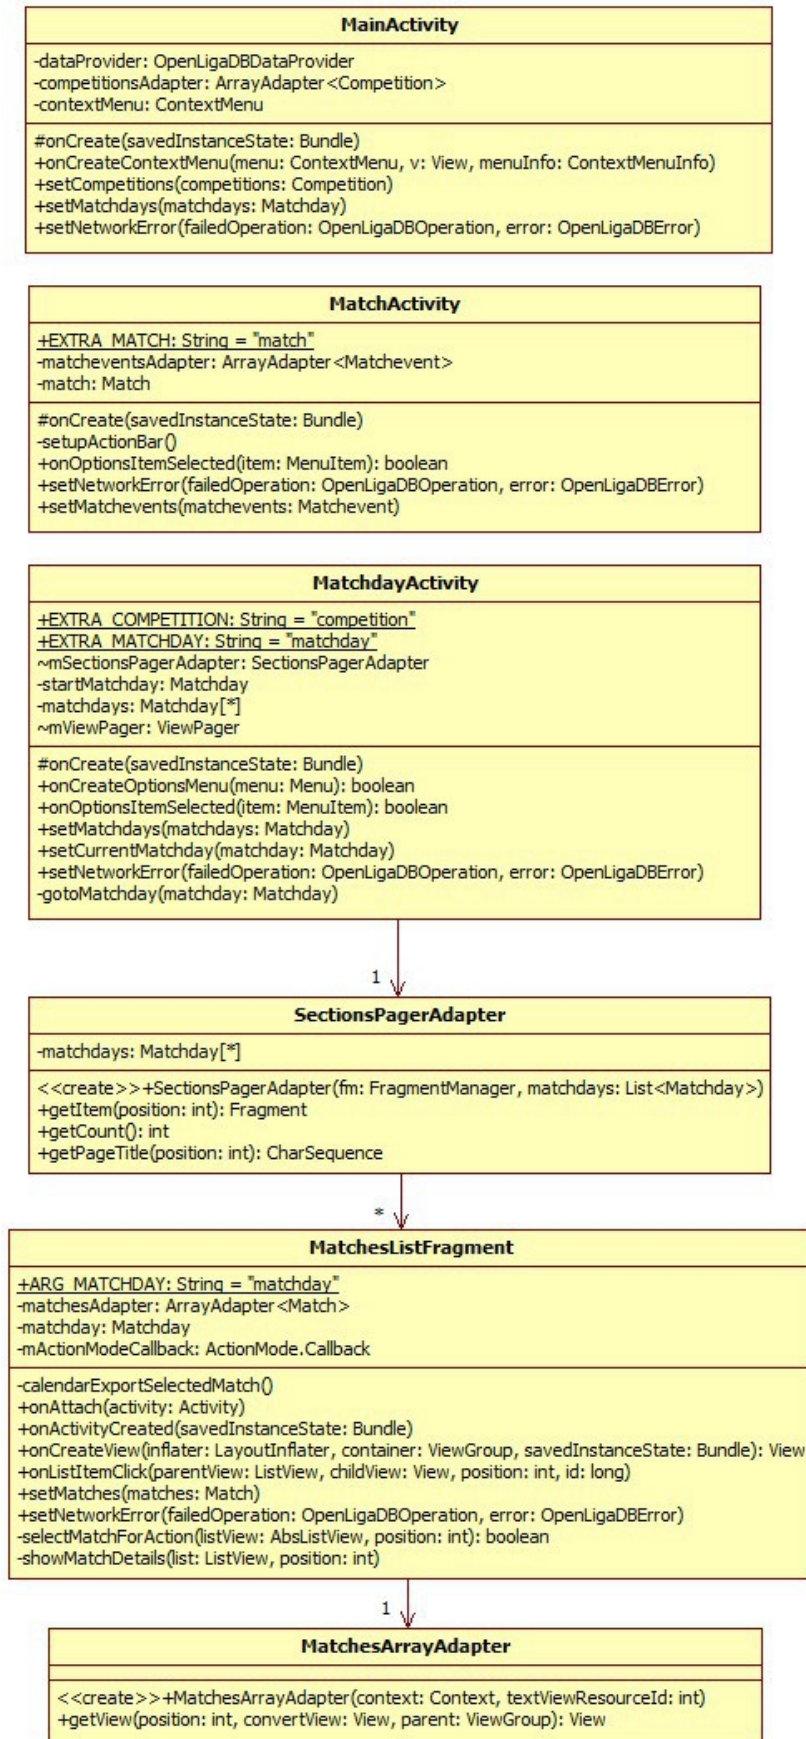 MainActivity
-dataProvider: OpenLigaDBDataProvider
-competitionsAdapter: ArrayAdapter<Competition>
-contextMenu: ContextMenu
#onCreate(savedInstanceState: Bundle)
+onCreateContextMenu(menu: ContextMenu, v: View, menuInfo: ContextMenuInfo)
+setCompetitions(competitions: Competition)
+setMatchdays(matchdays: Matchday)
+setNetworkError(failedOperation: OpenLigaDBOperation, error: OpenLigaDBError)
MatchActivity
+EXTRA_MATCH: String = "match"
-matcheventsAdapter: ArrayAdapter<Matchevent>
-match: Match
#onCreate(savedInstanceState: Bundle)
-setupActionBar()
+onOptionsItemSelected(item: MenuItem): boolean
+setNetworkError(failedOperation: OpenLigaDBOperation, error: OpenLigaDBError)
+setMatchevents(matchevents: Matchevent)
MatchdayActivity
+EXTRA_COMPETITION: String = "competition"
+EXTRA_MATCHDAY: String = "matchday"
~mSectionsPagerAdapter: SectionsPagerAdapter
-startMatchday: Matchday
-matchdays: Matchday[*]
~mViewPager: ViewPager
#onCreate(savedInstanceState: Bundle)
+onCreateOptionsMenu(menu: Menu): boolean
+onOptionsItemSelected(item: MenuItem): boolean
+setMatchdays(matchdays: Matchday)
+setCurrentMatchday(matchday: Matchday)
+setNetworkError(failedOperation: OpenLigaDBOperation, error: OpenLigaDBError)
-gotoMatchday(matchday: Matchday)
1
SectionsPagerAdapter
-matchdays: Matchday[*]
<<create>>+SectionsPagerAdapter(fm: FragmentManager, matchdays: List<Matchday>)
+getItem(position: int): Fragment
+getCount(): int
+getPageTitle(position: int): CharSequence
*
MatchesListFragment
+ARG_MATCHDAY: String = "matchday"
-matchesAdapter: ArrayAdapter<Match>
-matchday: Matchday
-mActionModeCallback: ActionMode.Callback
-calendarExportSelectedMatch()
+onAttach(activity: Activity)
+onActivityCreated(savedInstanceState: Bundle)
+onCreateView(inflater: LayoutInflater, container: ViewGroup, savedInstanceState: Bundle): View
+onListItemClick(parentView: ListView, childView: View, position: int, id: long)
+setMatches(matches: Match)
+setNetworkError(failedOperation: OpenLigaDBOperation, error: OpenLigaDBError)
-selectMatchForAction(listView: AbsListView, position: int): boolean
-showMatchDetails(list: ListView, position: int)
1
MatchesArrayAdapter
<<create>>+MatchesArrayAdapter(context: Context, textViewResourceId: int)
+getView(position: int, convertView: View, parent: ViewGroup): View